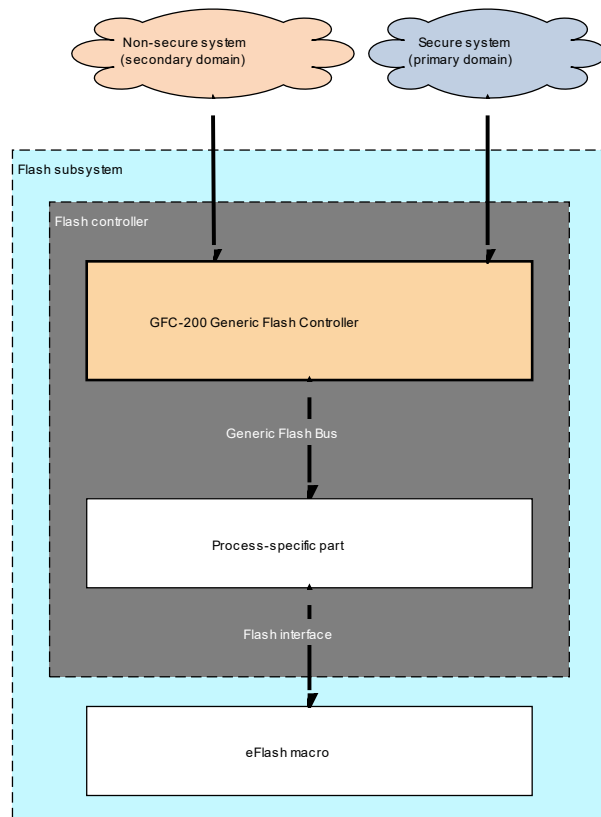 Non-secure system
(secondary domain)
Secure system
(primary domain)
Flash subsystem
Flash controller
GFC-200 Generic Flash Controller
Generic Flash Bus
Process-specific part
Flash interface
eFlash macro